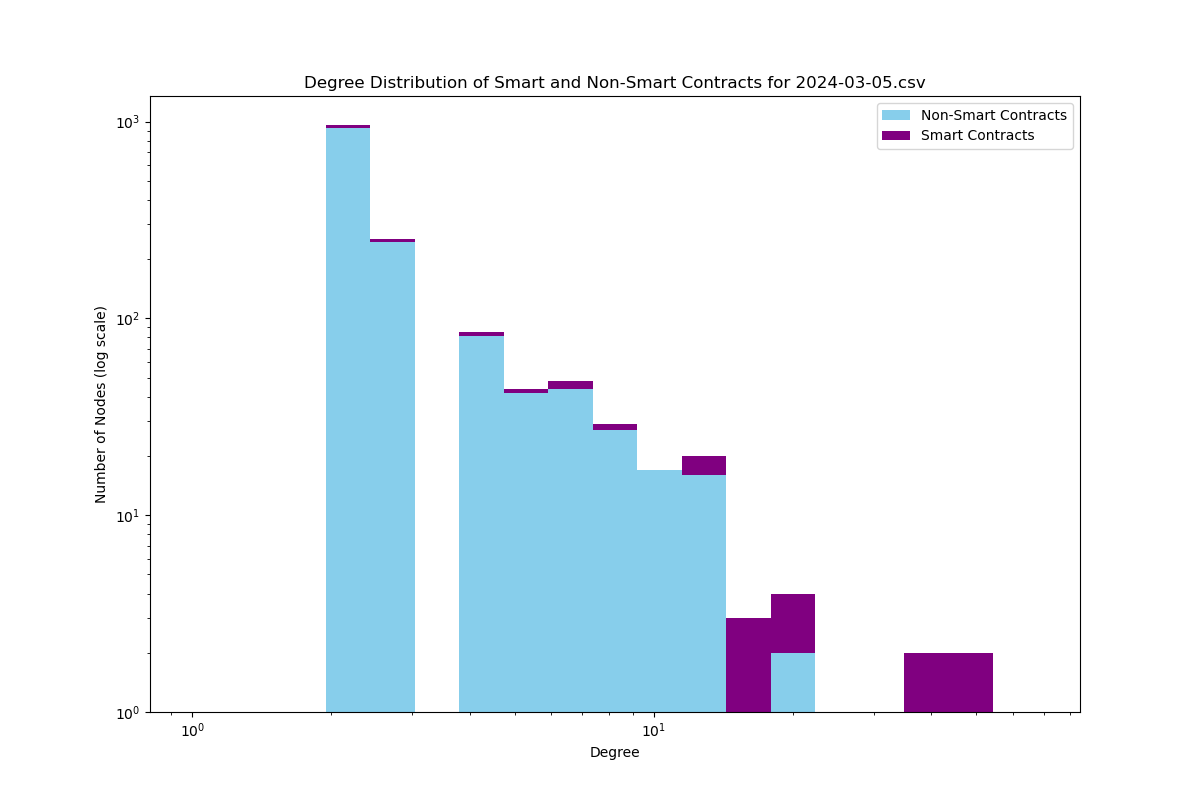 Degree Distribution of Smart and Non-Smart Contracts for 2024-03-05.csv
Non-Smart Contracts
Smart Contracts
Number of Nodes (log scale)
10³
10²
10¹
10⁰
10⁰ 10¹
Degree